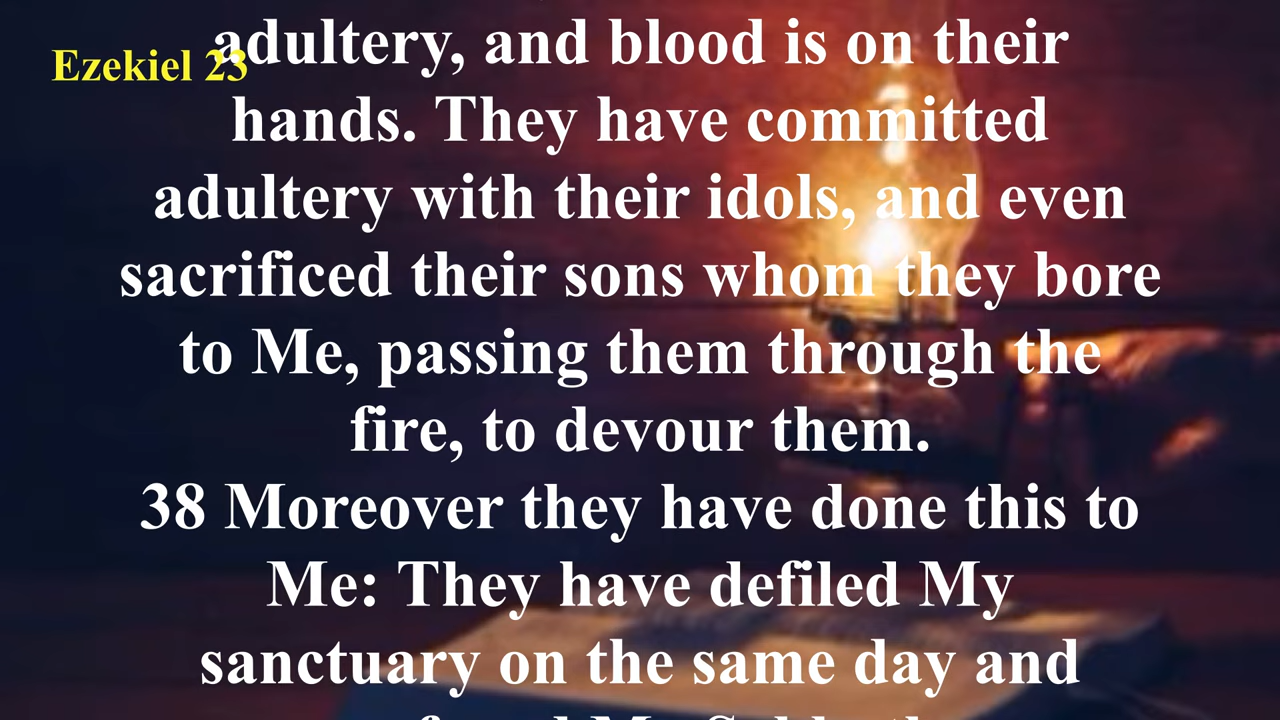 Ezekiel 23
adultery, and blood is on their
hands. They have committed
adultery with their idols, and even
sacrificed their sons whom they bore
to Me, passing them through the
fire, to devour them.
38 Moreover they have done this to
Me: They have defiled My
sanctuary on the same day and